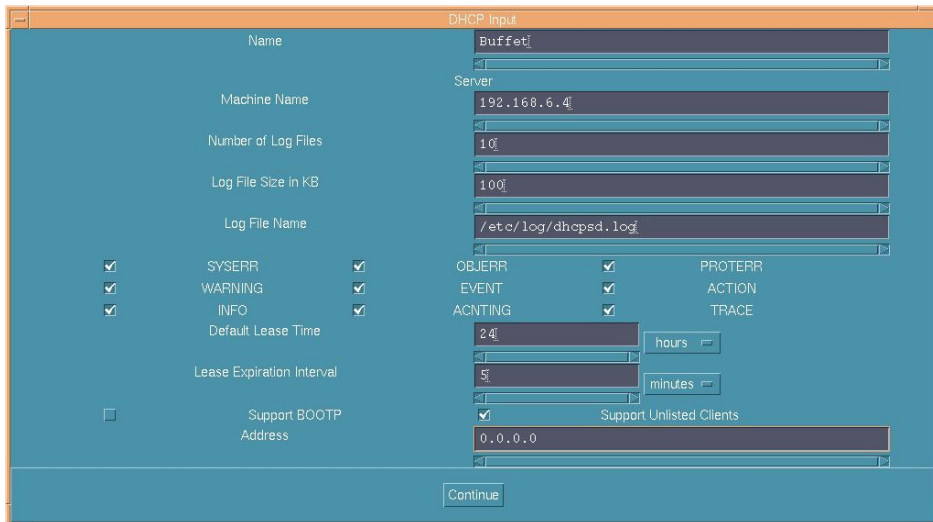 DHCP Input
Name Buffet
Server
Machine Name 192.168.6.4
Number of Log Files 10
Log File Size in KB 100
Log File Name /etc/log/dhcpsd.log
SYSERR OBJERR PROTERR
WARNING EVENT ACTION
INFO ACNTING TRACE
Default Lease Time 24 hours
Lease Expiration Interval 5 minutes
Support BOOTP Support Unlisted Clients
Address 0.0.0.0
Continue